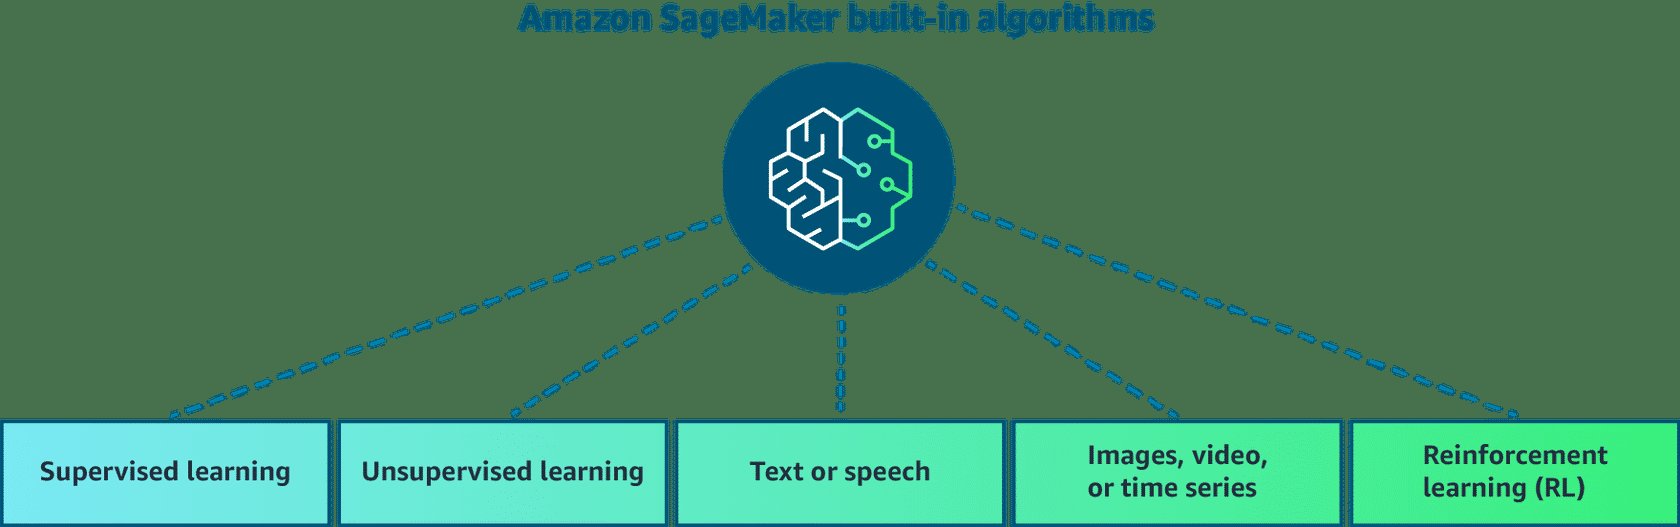 Amazon SageMaker built-in algorithms
Supervised learning
Unsupervised learning
Text or speech
Images, video,
or time series
Reinforcement
learning (RL)